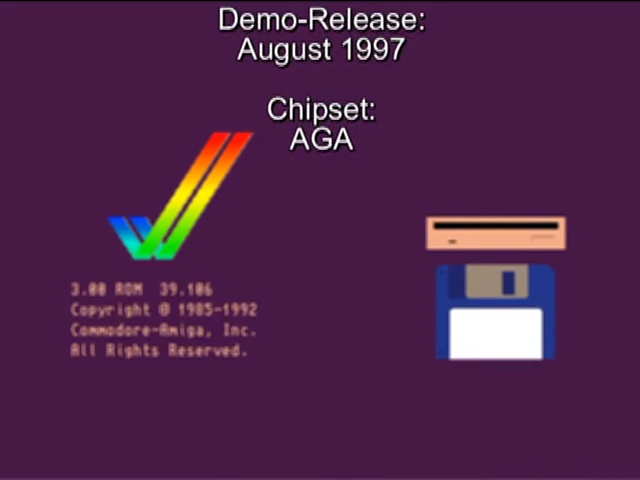 Demo-Release:
August 1997
Chipset:
AGA
3.00 ROM 39.106
Copyright © 1985-1992
Commodore-Amiga, Inc.
All Rights Reserved.